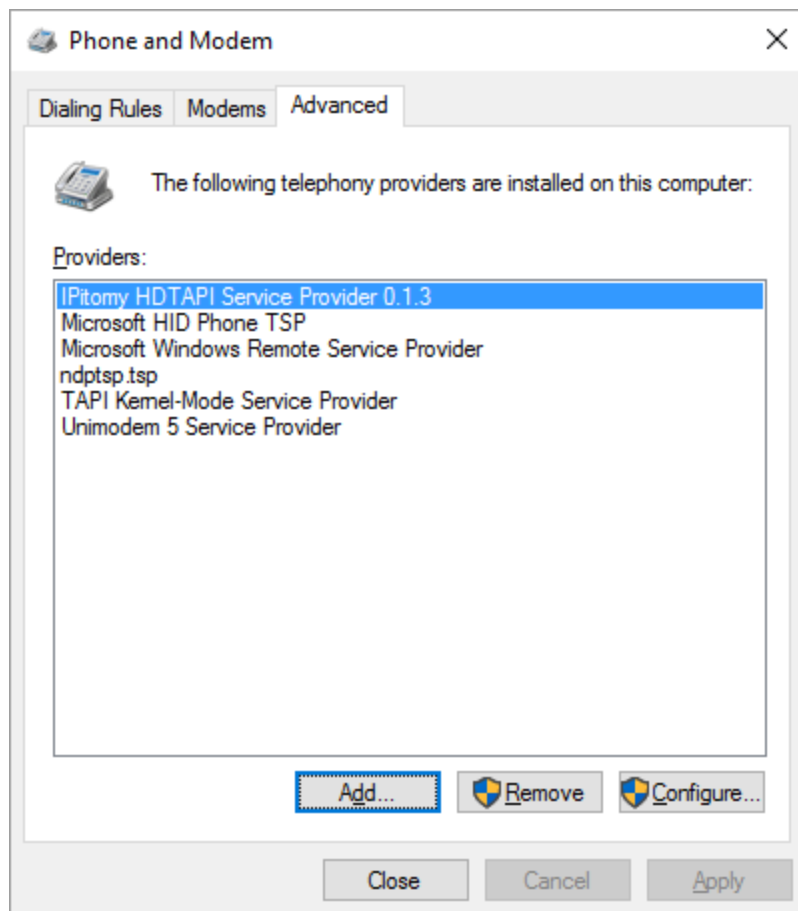 Phone and Modem
Dialing Rules Modems Advanced
The following telephony providers are installed on this computer:
Providers:
IPitomy HDTAPI Service Provider 0.1.3
Microsoft HID Phone TSP
Microsoft Windows Remote Service Provider
ndptsp.tsp
TAPI Kernel-Mode Service Provider
Unimodem 5 Service Provider
Add... Remove Configure...
Close Cancel Apply